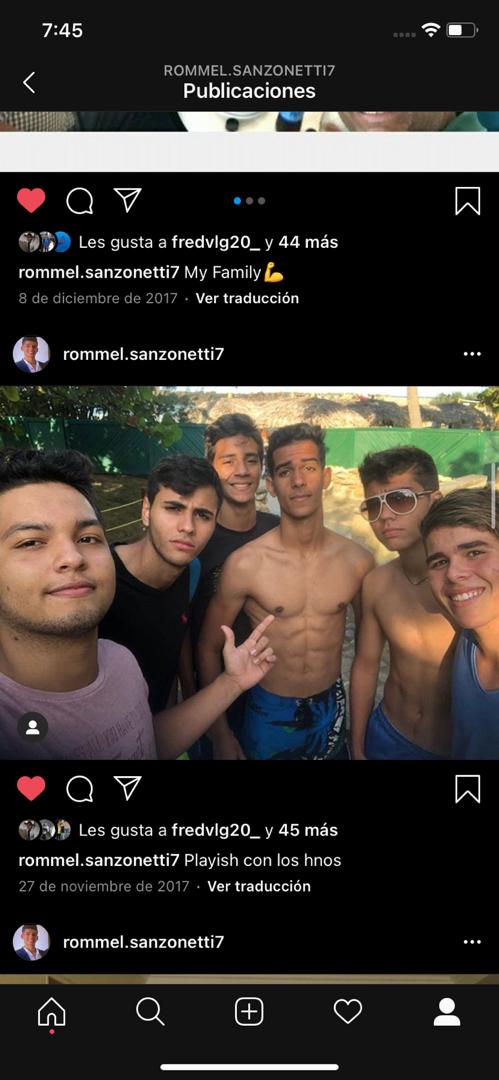 7:45
ROMMEL.SANZONETTI7
Publicaciones
Les gusta a fredvlg20_ y 44 más
rommel.sanzonetti7 My Family💪
8 de diciembre de 2017 · Ver traducción
rommel.sanzonetti7
Les gusta a fredvlg20_ y 45 más
rommel.sanzonetti7 Playish con los hnos
27 de noviembre de 2017 · Ver traducción
rommel.sanzonetti7